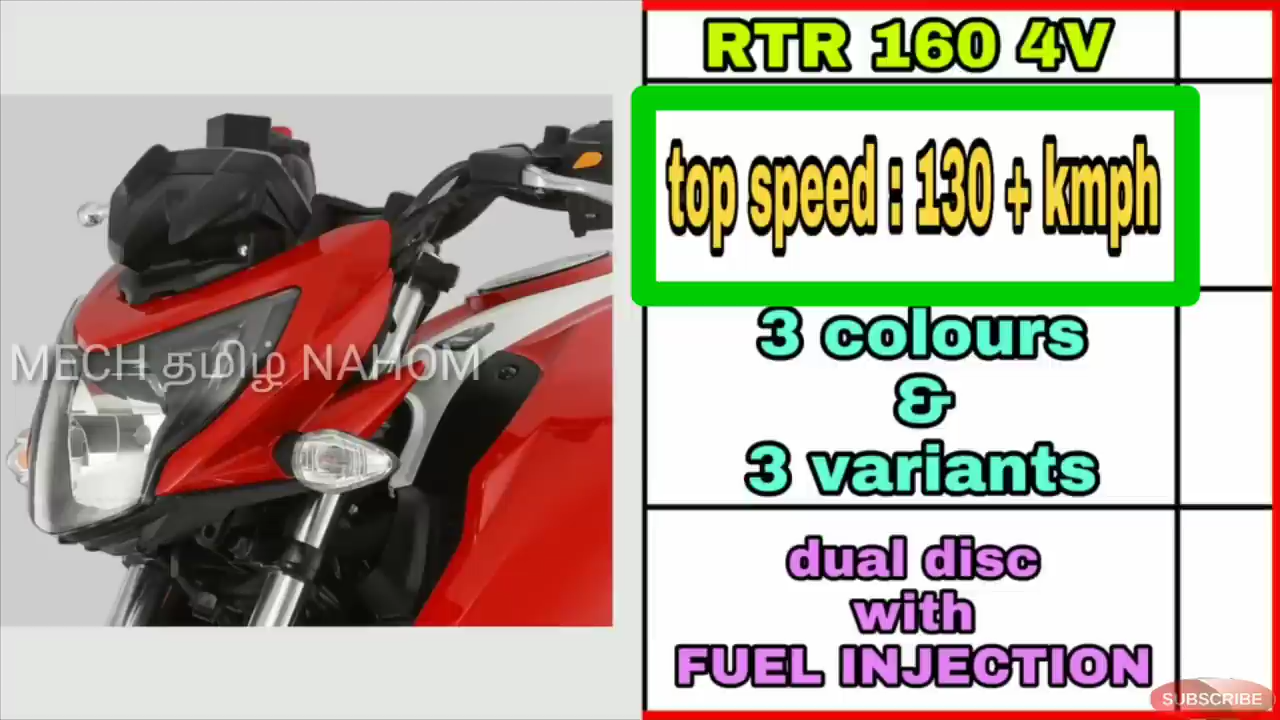 RTR 160 4V
top speed : 130 + kmph
MECH தமிழ் NAHOM
3 colours
&
3 variants
dual disc
with
FUEL INJECTION
SUBSCRIBE